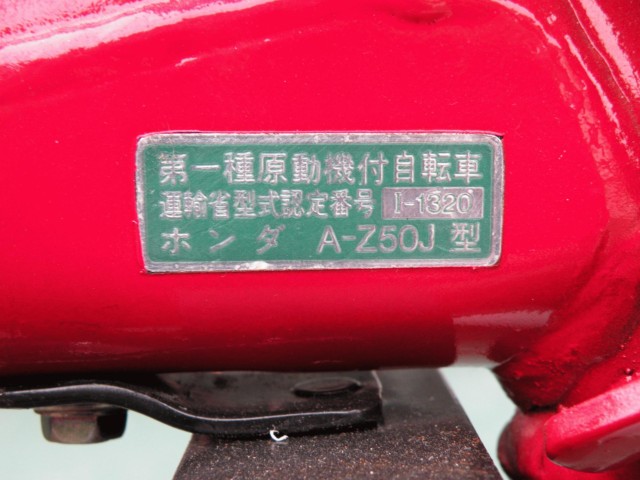 第一種原動機付自転車
運輸省型式認定番号 I-1320
ホンダ A-Z50J 型